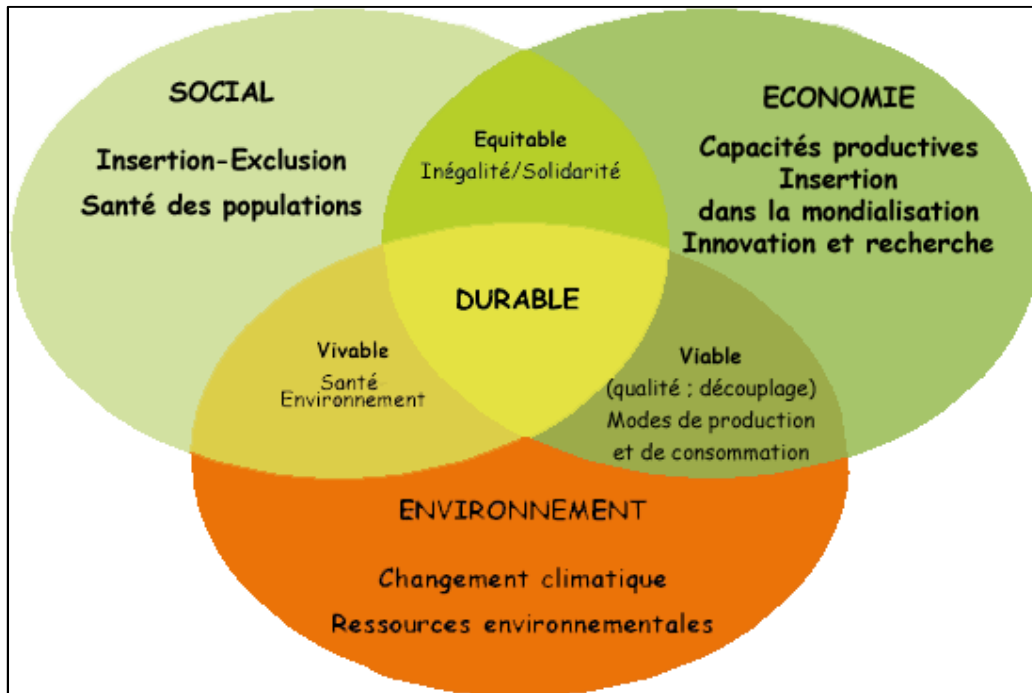 SOCIAL
Insertion-Exclusion
Santé des populations
Equitable
Inégalité/Solidarité
ECONOMIE
Capacités productives
Insertion
dans la mondialisation
Innovation et recherche
DURABLE
Vivable
Santé
Environnement
Viable
(qualité ; découplage)
Modes de production
et de consommation
ENVIRONNEMENT
Changement climatique
Ressources environnementales